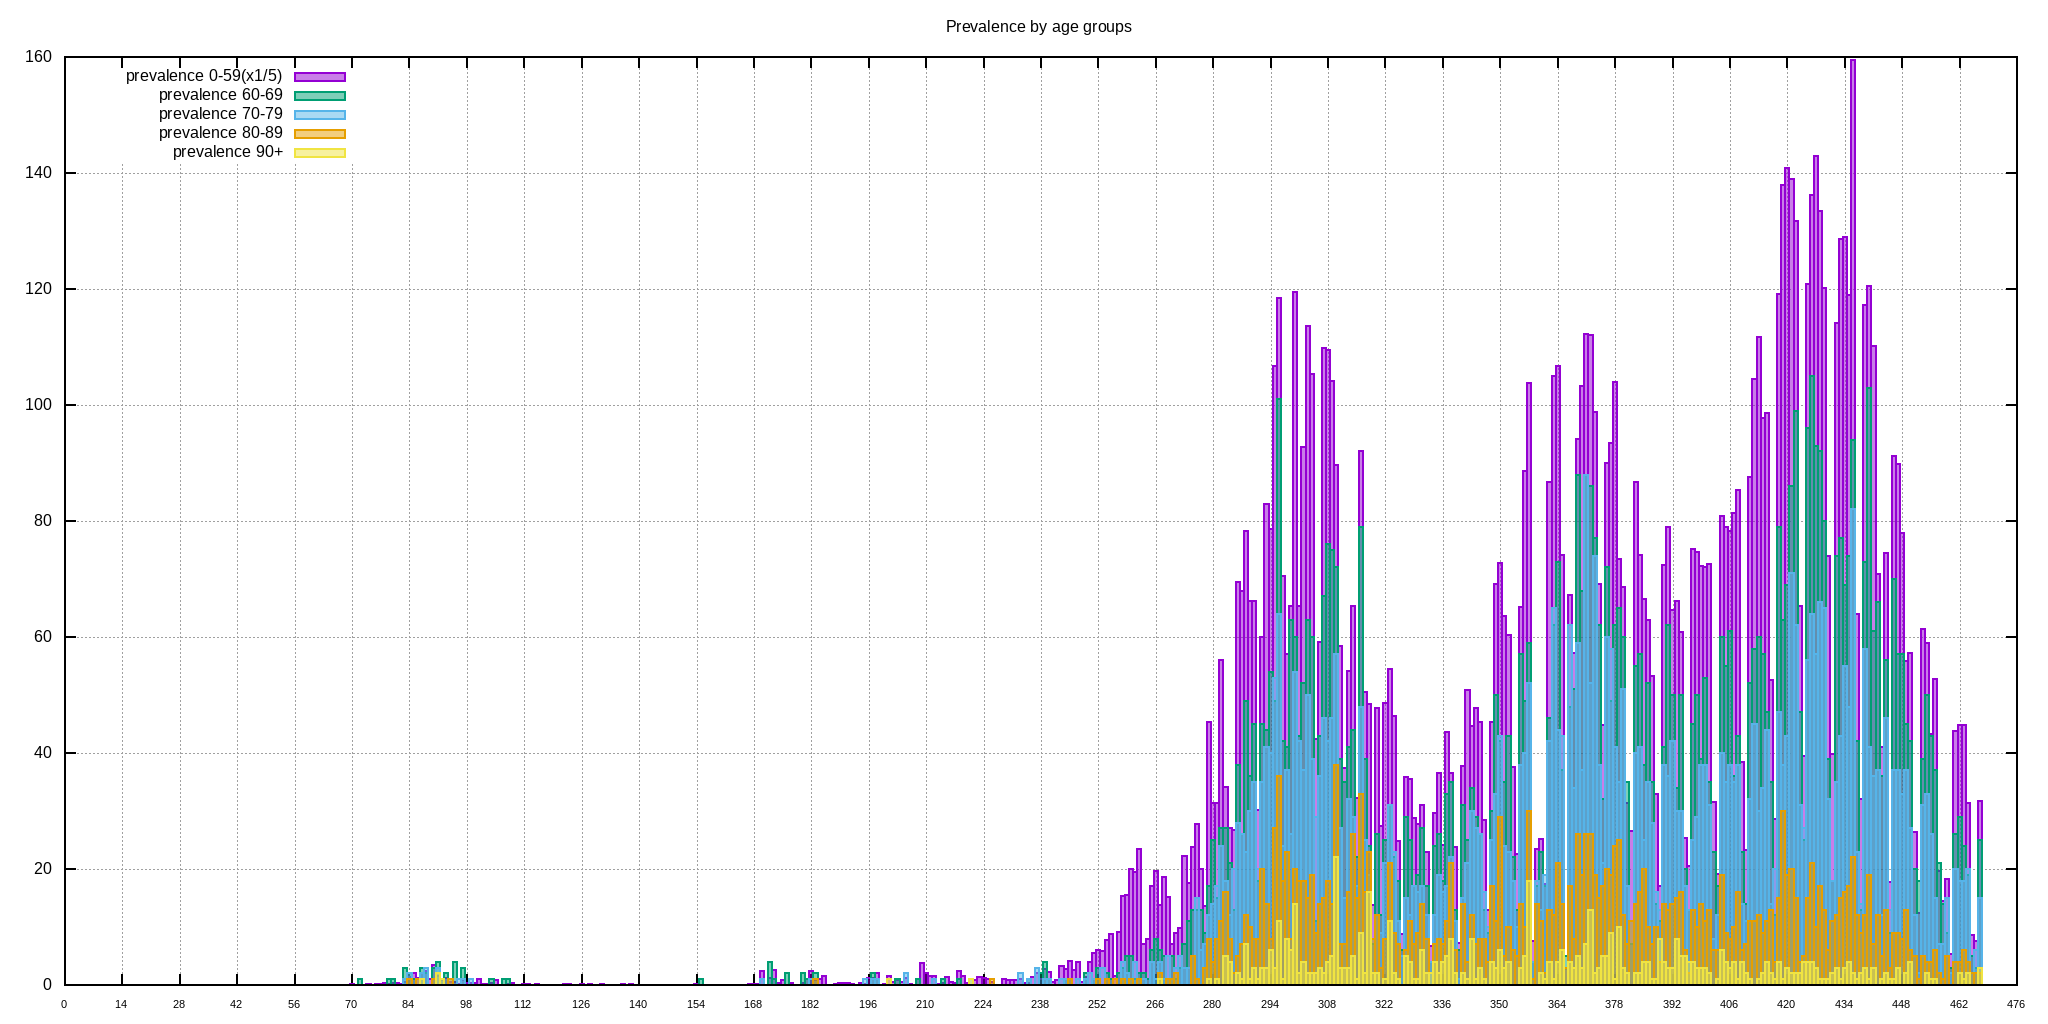 Prevalence by age groups
160
prevalence 0-59(x1/5)
prevalence 60-69
prevalence 70-79
prevalence 80-89
prevalence 90+
140
120
100
80
60
40
20
0
0 14 28 42 56 70 84 98 112 126 140 154 168 182 196 210 224 238 252 266 280 294 308 322 336 350 364 378 392 406 420 434 448 462 476